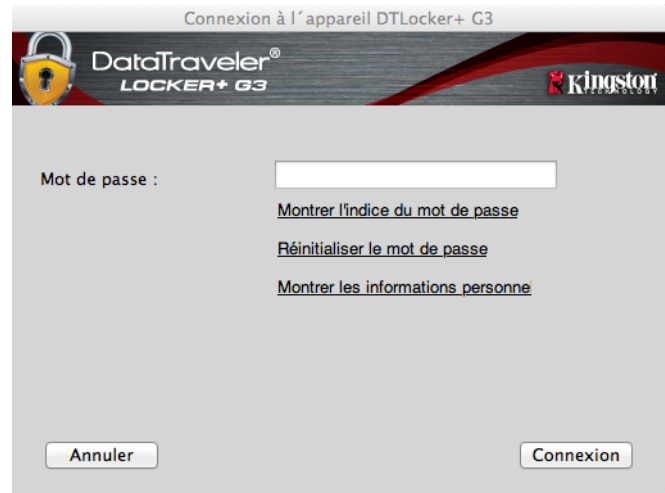 Connexion à l´appareil DTLocker+ G3
DataTraveler®
LOCKER+ G3
Kingston
TECHNOLOGY
Mot de passe :
Montrer l'indice du mot de passe
Réinitialiser le mot de passe
Montrer les informations personne
Annuler
Connexion